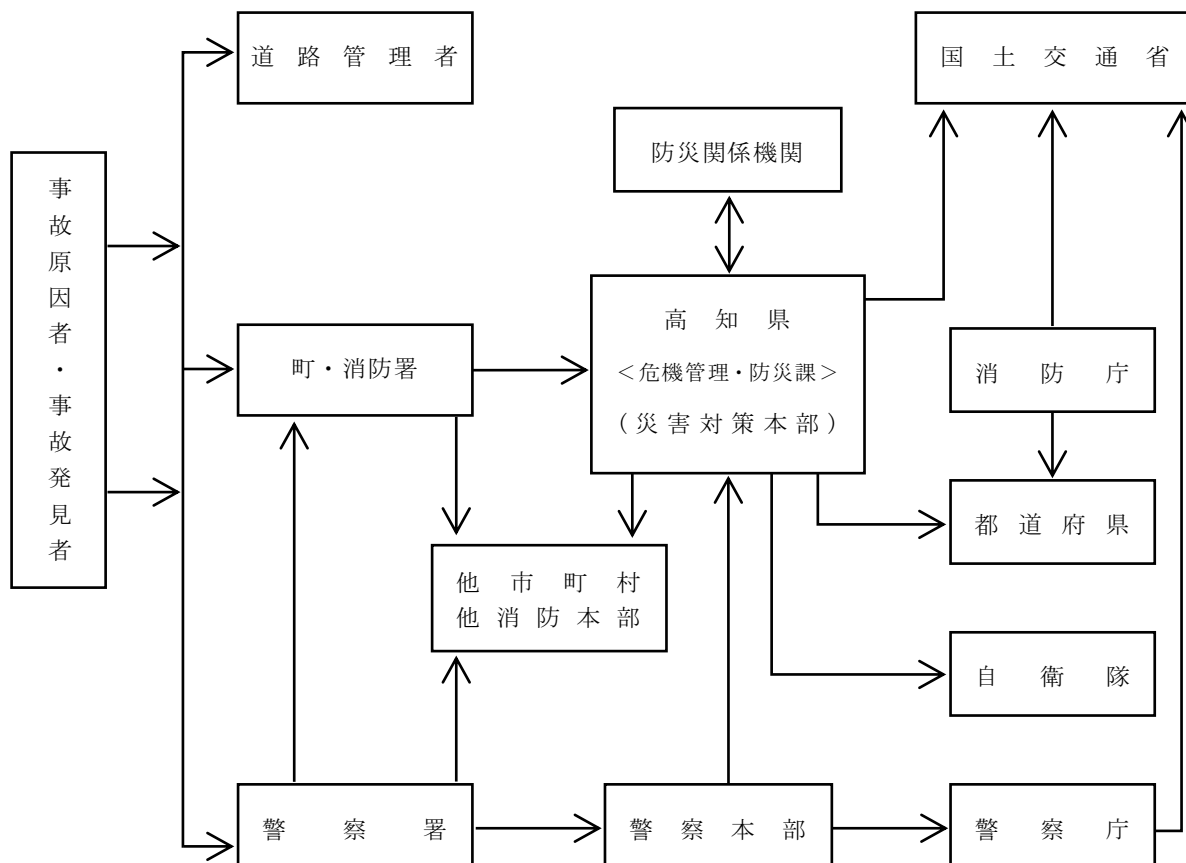 道路管理者
国土交通省
防災関係機関
事故原因者・事故発見者
高知県
＜危機管理・防災課＞
(災害対策本部)
町・消防署
消防庁
都道府県
他市町村
他消防本部
自衛隊
警察署
警察本部
警察庁